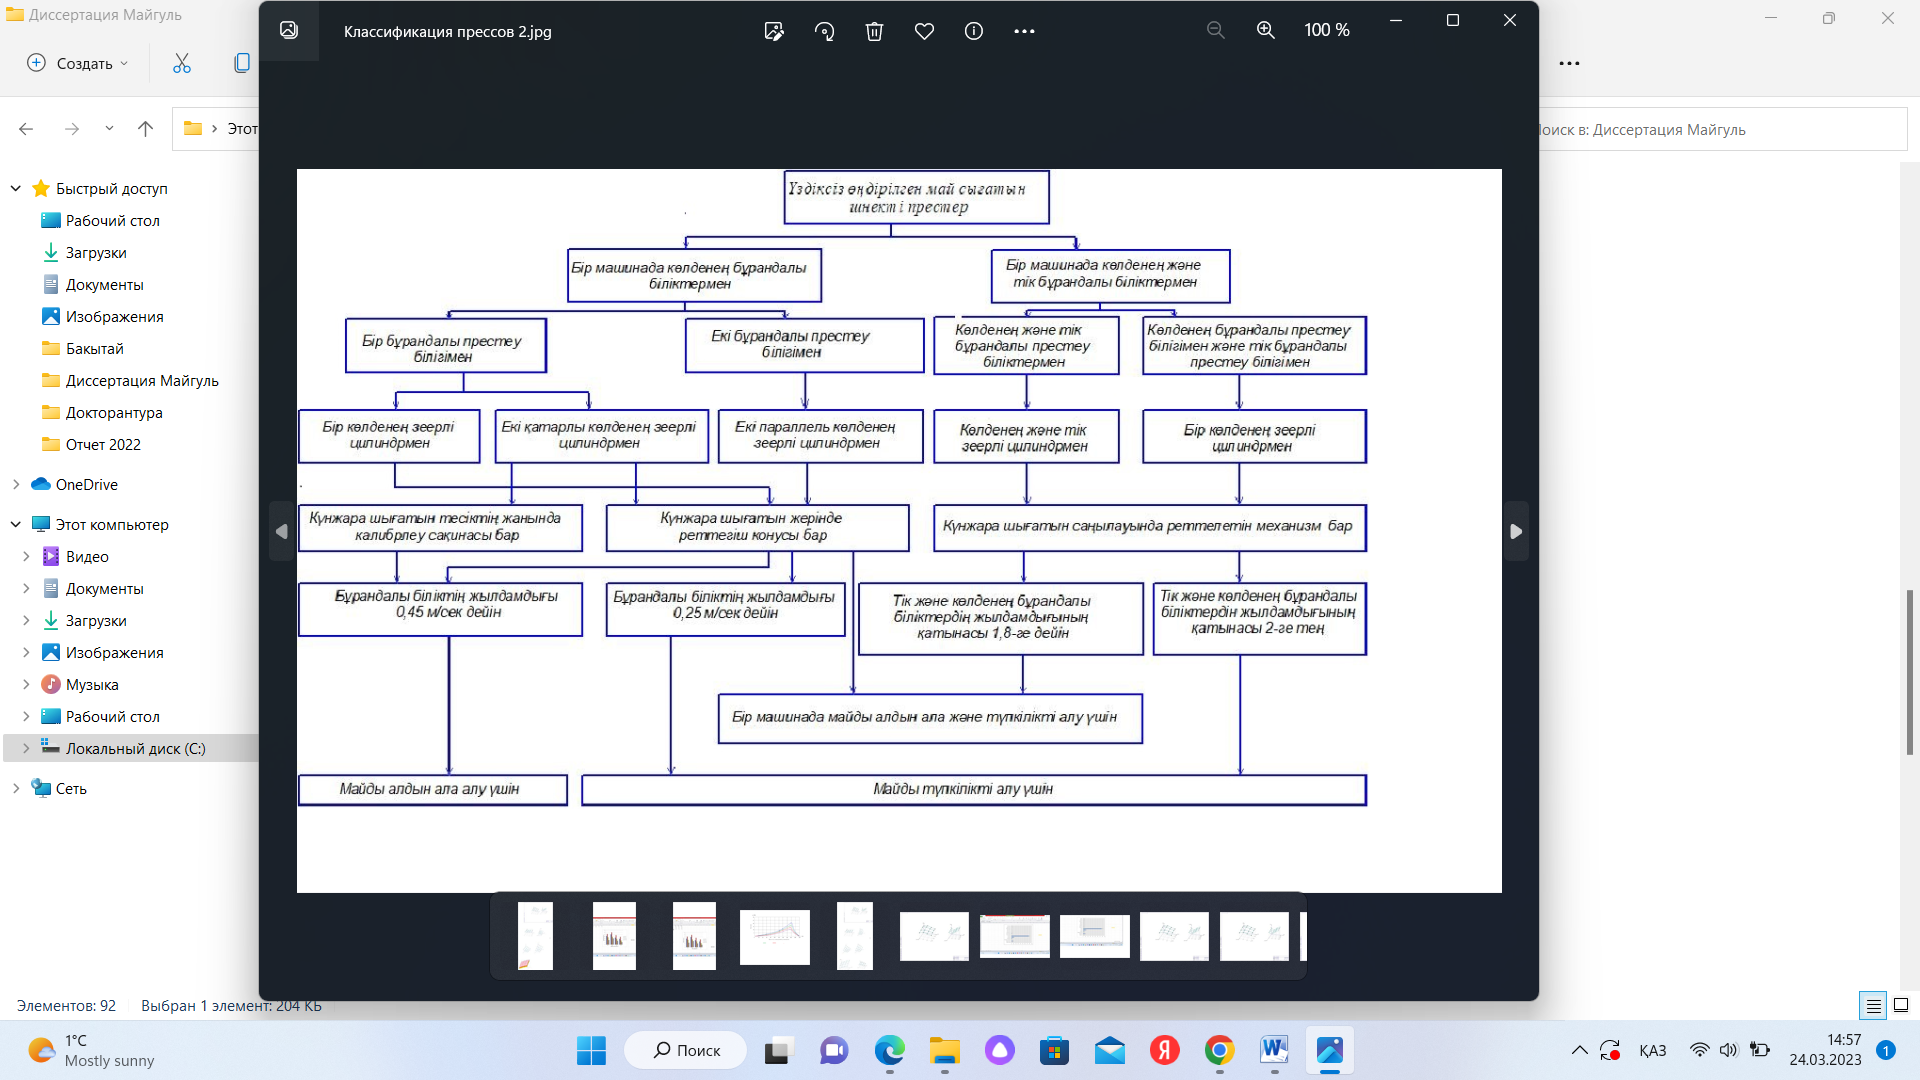 Диссертация Майгуль
Создать
Этот
Поиск в: Диссертация Майгуль
Быстрый доступ
Рабочий стол
Загрузки
Документы
Изображения
Бакытай
Диссертация Майгуль
Докторантура
Отчет 2022
OneDrive
Этот компьютер
Видео
Документы
Загрузки
Изображения
Музыка
Рабочий стол
Локальный диск (C:)
Сеть
Элементов: 92
Выбран 1 элемент: 204 КБ
Классификация прессов 2.jpg
100 %
Үздіксіз өндірілген май сығатын
шнекті престер
Бір машинада көлденең бұрандалы
біліктермен
Бір машинада көлденең және
тік бұрандалы біліктермен
Бір бұрандалы престеу
білігімен
Екі бұрандалы престеу
білігімен
Көлденең және тік
бұрандалы престеу
біліктермен
Көлденең бұрандалы престеу
білігімен және тік бұрандалы
престеу білігімен
Бір көлденең зеерлі
цилиндрмен
Екі қатарлы көлденең зеерлі
цилиндрмен
Екі параллель көлденең
зеерлі цилиндрмен
Көлденең және тік
зеерлі цилиндрмен
Бір көлденең зеерлі
цилиндрмен
Күнжара шығатын тесіктің жанында
калибрлеу сақинасы бар
Күнжара шығатын жерінде
реттегіш конусы бар
Күнжара шығатын саңылауында реттелетін механизм бар
Бұрандалы біліктің жылдамдығы
0,45 м/сек дейін
Бұрандалы біліктің жылдамдығы
0,25 м/сек дейін
Тік және көлденең бұрандалы
біліктердің жылдамдығының
қатынасы 1,8-ге дейін
Тік және көлденең бұрандалы
біліктердін жылдамдығының
қатынасы 2-ге тең
Бір машинада майды алдын ала және түпкілікті алу үшін
Майды алдын ала алу үшін
Майды түпкілікті алу үшін
1°C
Mostly sunny
Поиск
ҚАЗ
14:57
24.03.2023
1